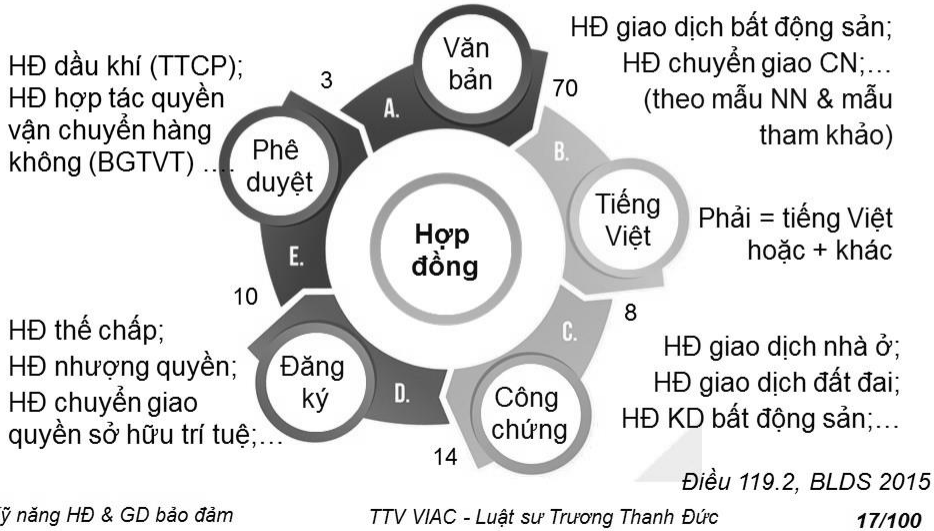 HĐ giao dịch bất động sản;
HĐ chuyển giao CN;...
(theo mẫu NN & mẫu
tham khảo)
HĐ dầu khí (TTCP);
HĐ hợp tác quyền
vận chuyển hàng
không (BGTVT) ....
3
A.
Văn
bản
70
B.
Tiếng
Việt
Phải = tiếng Việt
hoặc + khác
8
Phê
duyệt
E.
10
Hợp
đồng
HĐ thế chấp;
HĐ nhượng quyền;
HĐ chuyển giao
quyền sở hữu trí tuệ;...
Đăng
ký
D.
14
C.
Công
chứng
HĐ giao dịch nhà ở;
HĐ giao dịch đất đai;
HĐ KD bất động sản;...
Điều 119.2, BLDS 2015
ỹ năng HĐ & GD bảo đảm
TTV VIAC - Luật sư Trương Thanh Đức
17/100